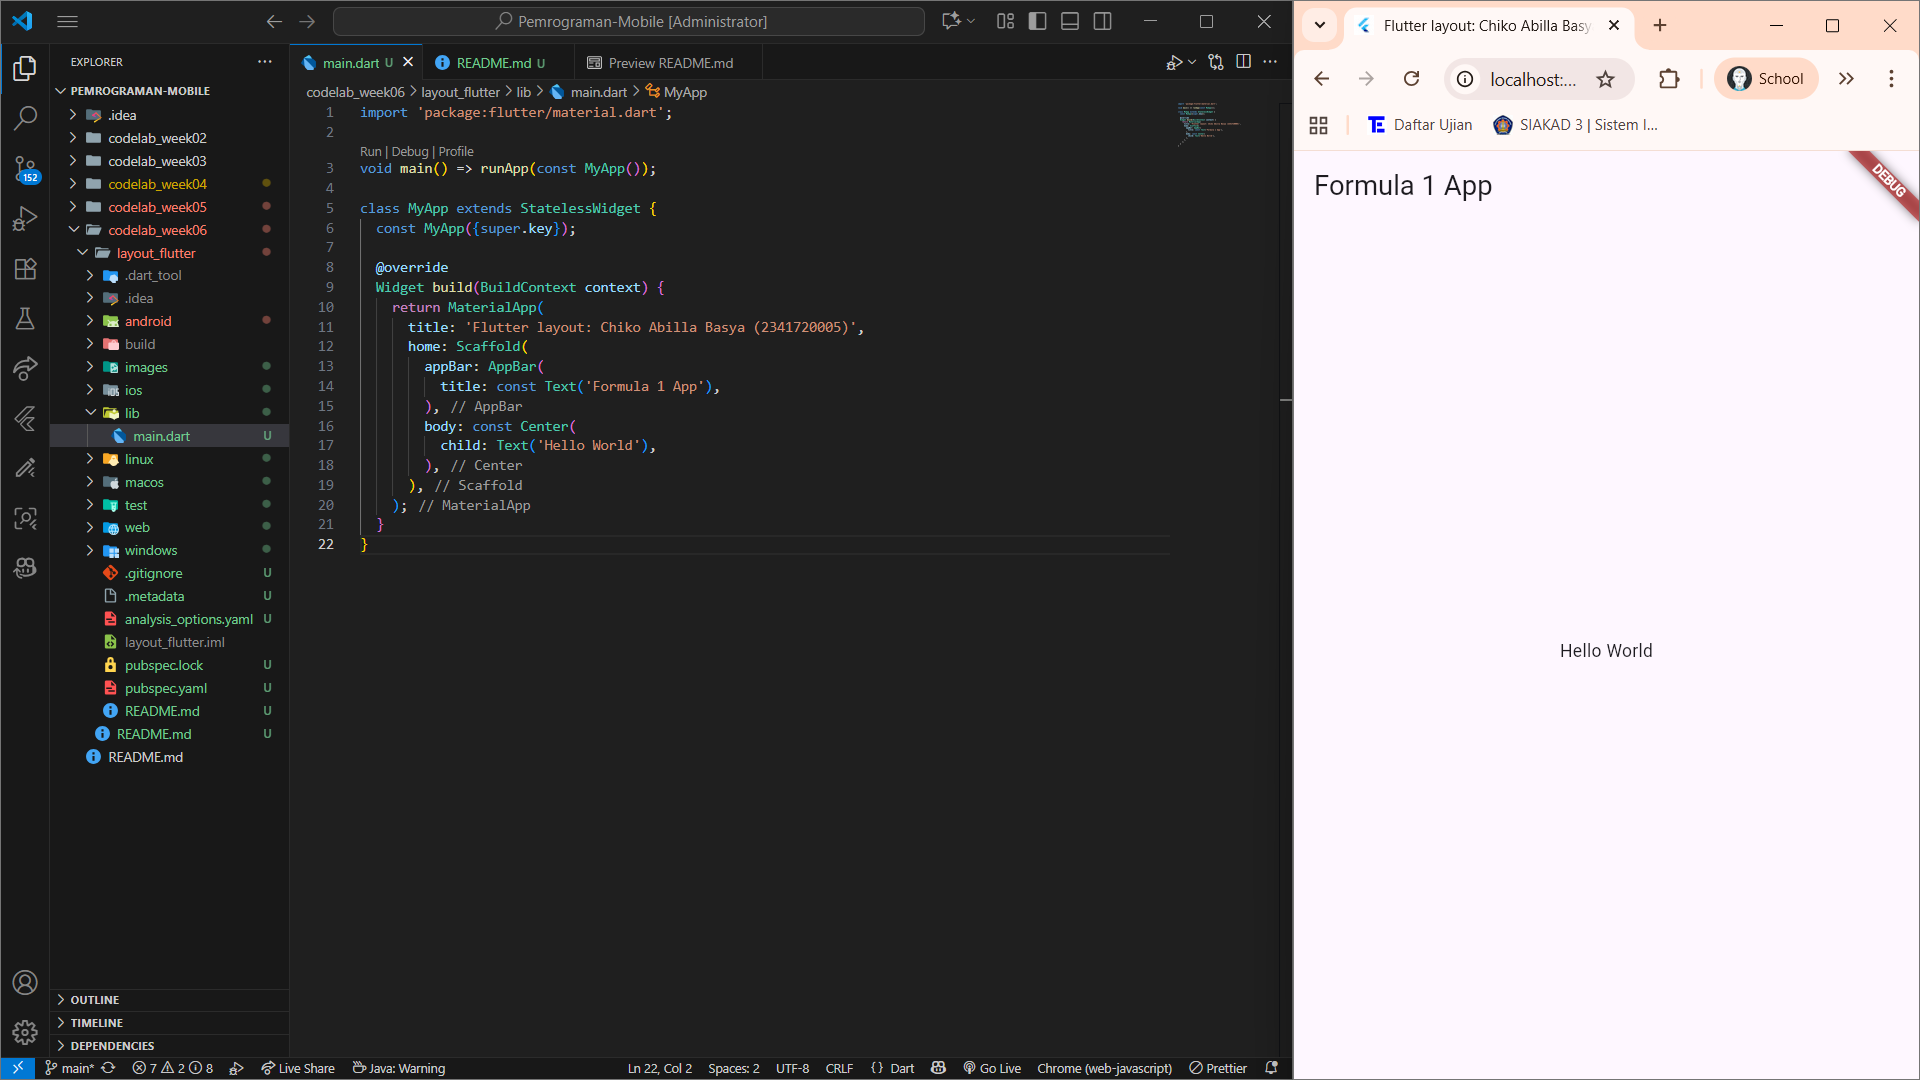 Pemrograman-Mobile [Administrator]
EXPLORER
PEMROGRAMAN-MOBILE
.idea
codelab_week02
codelab_week03
codelab_week04
codelab_week05
codelab_week06
layout_flutter
.dart_tool
.idea
android
build
images
ios
lib
main.dart U
linux
macos
test
web
windows
.gitignore U
.metadata U
analysis_options.yaml U
layout_flutter.iml
pubspec.lock U
pubspec.yaml U
README.md U
README.md U
README.md
OUTLINE
TIMELINE
DEPENDENCIES
152
main.dart U README.md U Preview README.md
codelab_week06 > layout_flutter > lib > main.dart > MyApp
1 import 'package:flutter/material.dart';
2
Run | Debug | Profile
3 void main() => runApp(const MyApp());
4
5 class MyApp extends StatelessWidget {
6 const MyApp({super.key});
7
8 @override
9 Widget build(BuildContext context) {
10 return MaterialApp(
11 title: 'Flutter layout: Chiko Abilla Basya (2341720005)',
12 home: Scaffold(
13 appBar: AppBar(
14 title: const Text('Formula 1 App'),
15 ), // AppBar
16 body: const Center(
17 child: Text('Hello World'),
18 ), // Center
19 ), // Scaffold
20 ); // MaterialApp
21 }
22 }
main* 7 2 8 Live Share Java: Warning Ln 22, Col 2 Spaces: 2 UTF-8 CRLF {} Dart Go Live Chrome (web-javascript) Prettier
Flutter layout: Chiko Abilla Basy
localhost:... School
Daftar Ujian SIAKAD 3 | Sistem I...
DEBUG
Formula 1 App
Hello World